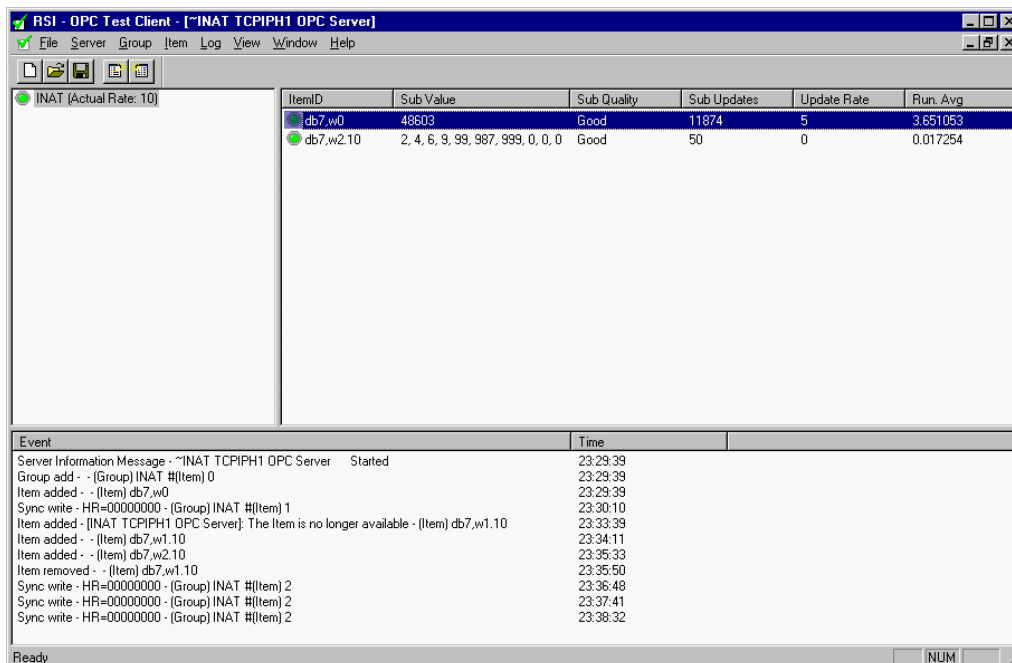 RSI - OPC Test Client - [~INAT TCPIPH1 OPC Server]
File Server Group Item Log View Window Help
INAT (Actual Rate: 10)
ItemID Sub Value Sub Quality Sub Updates Update Rate Run. Avg
db7,w0 48603 Good 11874 5 3.651053
db7,w2.10 2, 4, 6, 9, 99, 987, 999, 0, 0, 0 Good 50 0 0.017254
Event Time
Server Information Message - ~INAT TCPIPH1 OPC Server Started 23:29:39
Group add - - (Group) INAT #(Item) 0 23:29:39
Item added - - (Item) db7,w0 23:29:39
Sync write - HR=00000000 - (Group) INAT #(Item) 1 23:30:10
Item added - [INAT TCPIPH1 OPC Server]: The Item is no longer available - (Item) db7,w1.10 23:33:39
Item added - - (Item) db7,w1.10 23:34:11
Item added - - (Item) db7,w2.10 23:35:33
Item removed - - (Item) db7,w1.10 23:35:50
Sync write - HR=00000000 - (Group) INAT #(Item) 2 23:36:48
Sync write - HR=00000000 - (Group) INAT #(Item) 2 23:37:41
Sync write - HR=00000000 - (Group) INAT #(Item) 2 23:38:32
Ready NUM